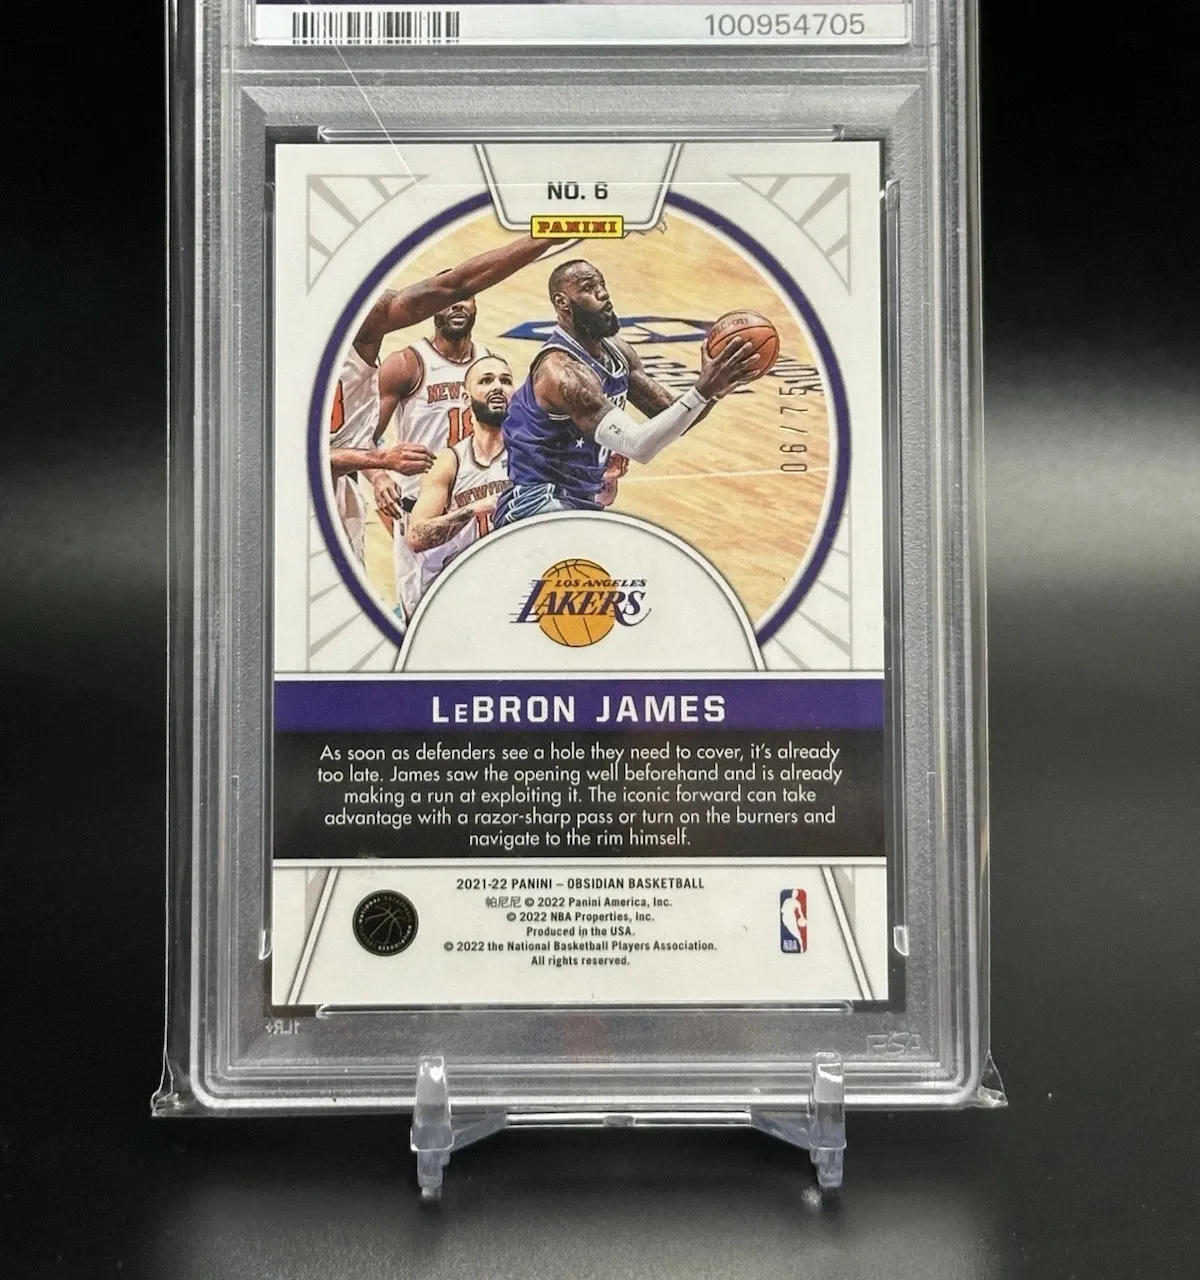 100954705
NO. 6
PANINI
NEW
NEW YORK
06/75
LOS ANGELES
LAKERS
LeBRON JAMES
As soon as defenders see a hole they need to cover, it's already
too late. James saw the opening well beforehand and is already
making a run at exploiting it. The iconic forward can take
advantage with a razor-sharp pass or turn on the burners and
navigate to the rim himself.
2021-22 PANINI – OBSIDIAN BASKETBALL
帕尼尼 © 2022 Panini America, Inc.
© 2022 NBA Properties, Inc.
Produced in the USA.
© 2022 the National Basketball Players Association.
All rights reserved.
NBA
PSA